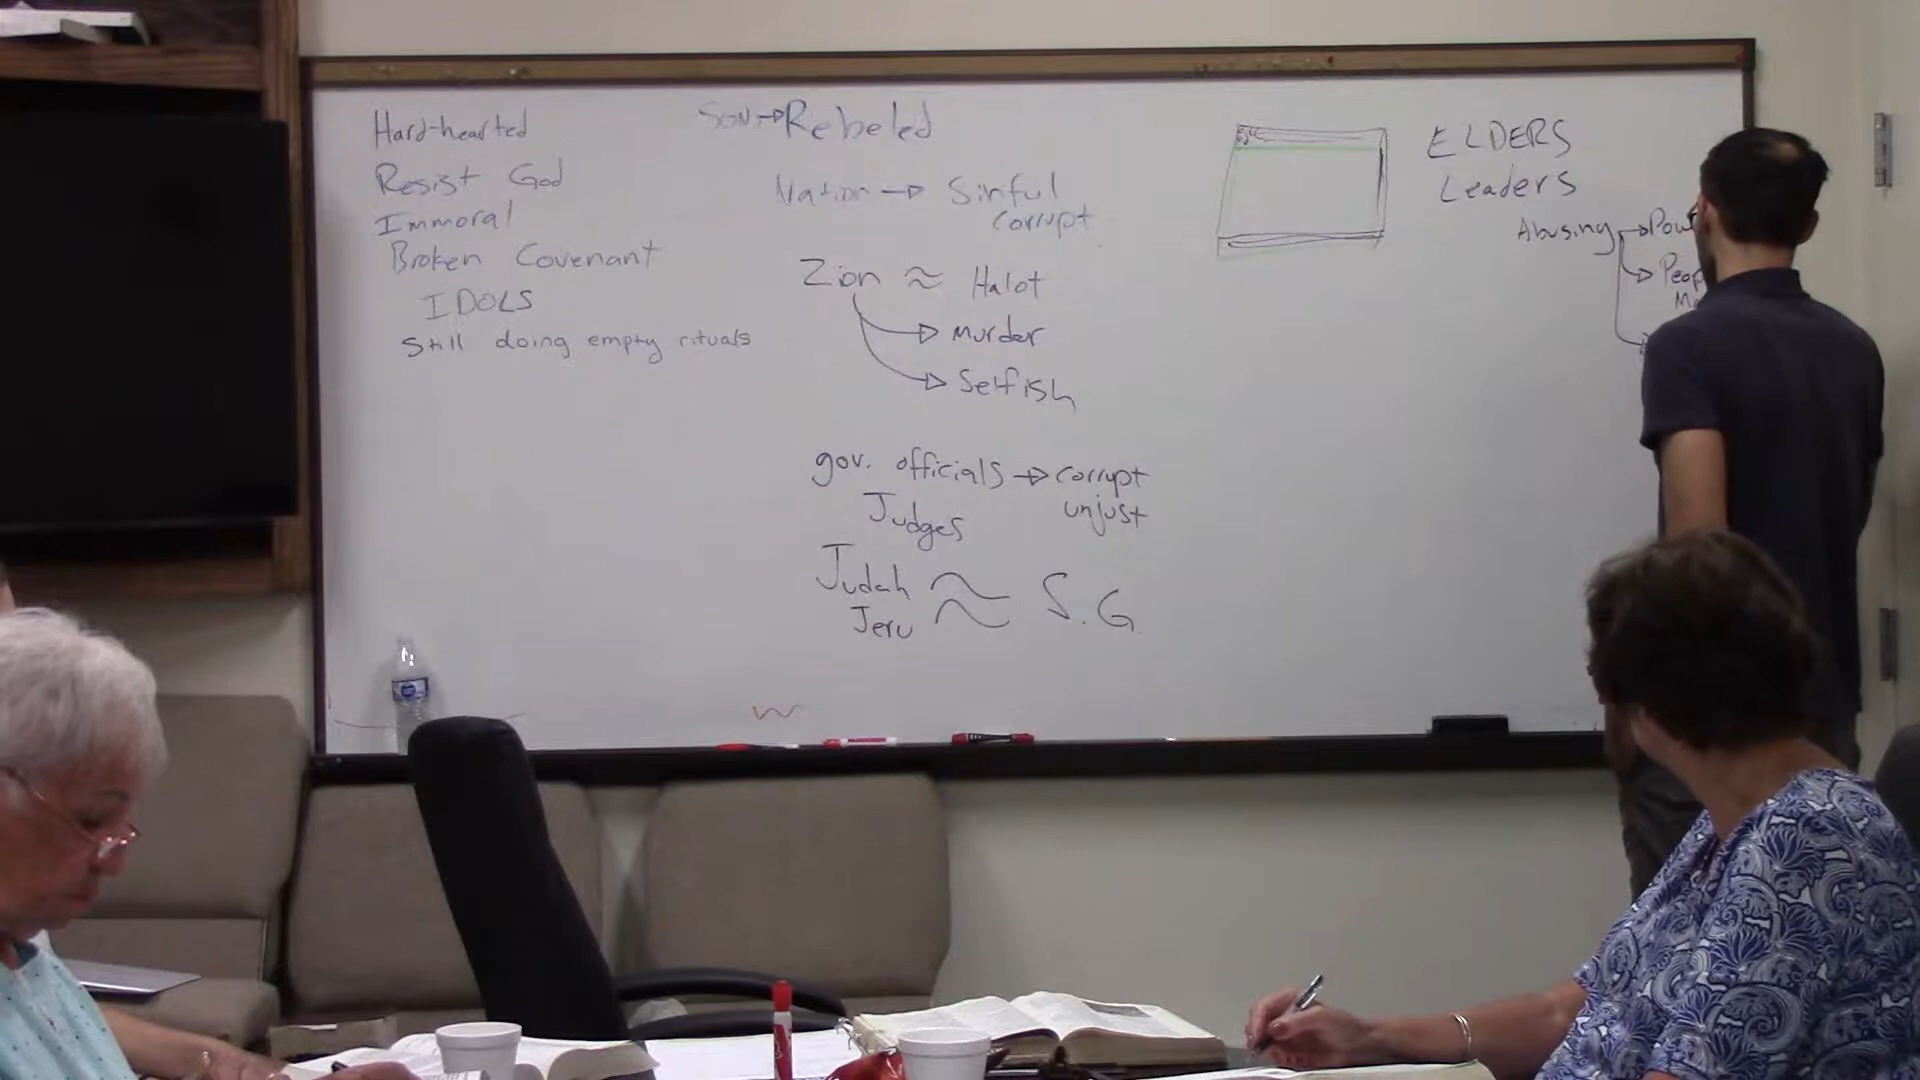 Hard-hearted
Resist God
Immoral
Broken Covenant
IDOLS
Still doing empty rituals
Son → Rebeled
Nation → Sinful
corrupt
Zion ≈ Halot
→ Murder
→ Selfish
gov. officials → corrupt
Judges unjust
Judah
Jeru ≈ S.G.
ELDERS
Leaders
Abusing